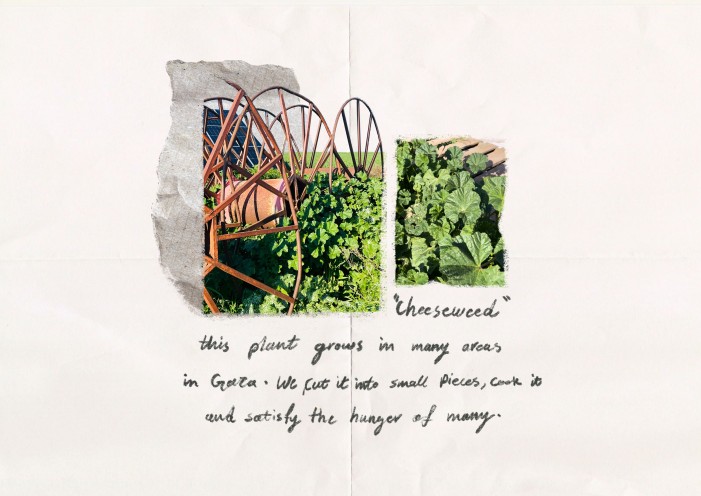 "Cheeseweed"
this plant grows in many areas
in Gaza. We cut it into small pieces, cook it
and satisfy the hunger of many.